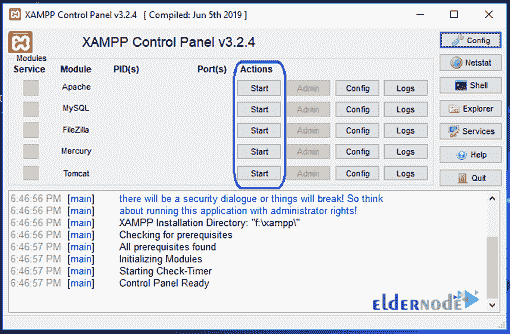 XAMPP Control Panel v3.2.4 [ Compiled: Jun 5th 2019 ]
XAMPP Control Panel v3.2.4
Config
Modules
Service Module PID(s) Port(s) Actions
Netstat
Apache Start Admin Config Logs
Shell
MySQL Start Admin Config Logs
Explorer
FileZilla Start Admin Config Logs
Services
Mercury Start Admin Config Logs
Help
Tomcat Start Admin Config Logs
Quit
6:46:56 PM [main] there will be a security dialogue or things will break! So think
6:46:56 PM [main] about running this application with administrator rights!
6:46:56 PM [main] XAMPP Installation Directory: "f:\xampp\"
6:46:56 PM [main] Checking for prerequisites
6:46:57 PM [main] All prerequisites found
6:46:57 PM [main] Initializing Modules
6:46:57 PM [main] Starting Check-Timer
6:46:57 PM [main] Control Panel Ready
ELDERNODE